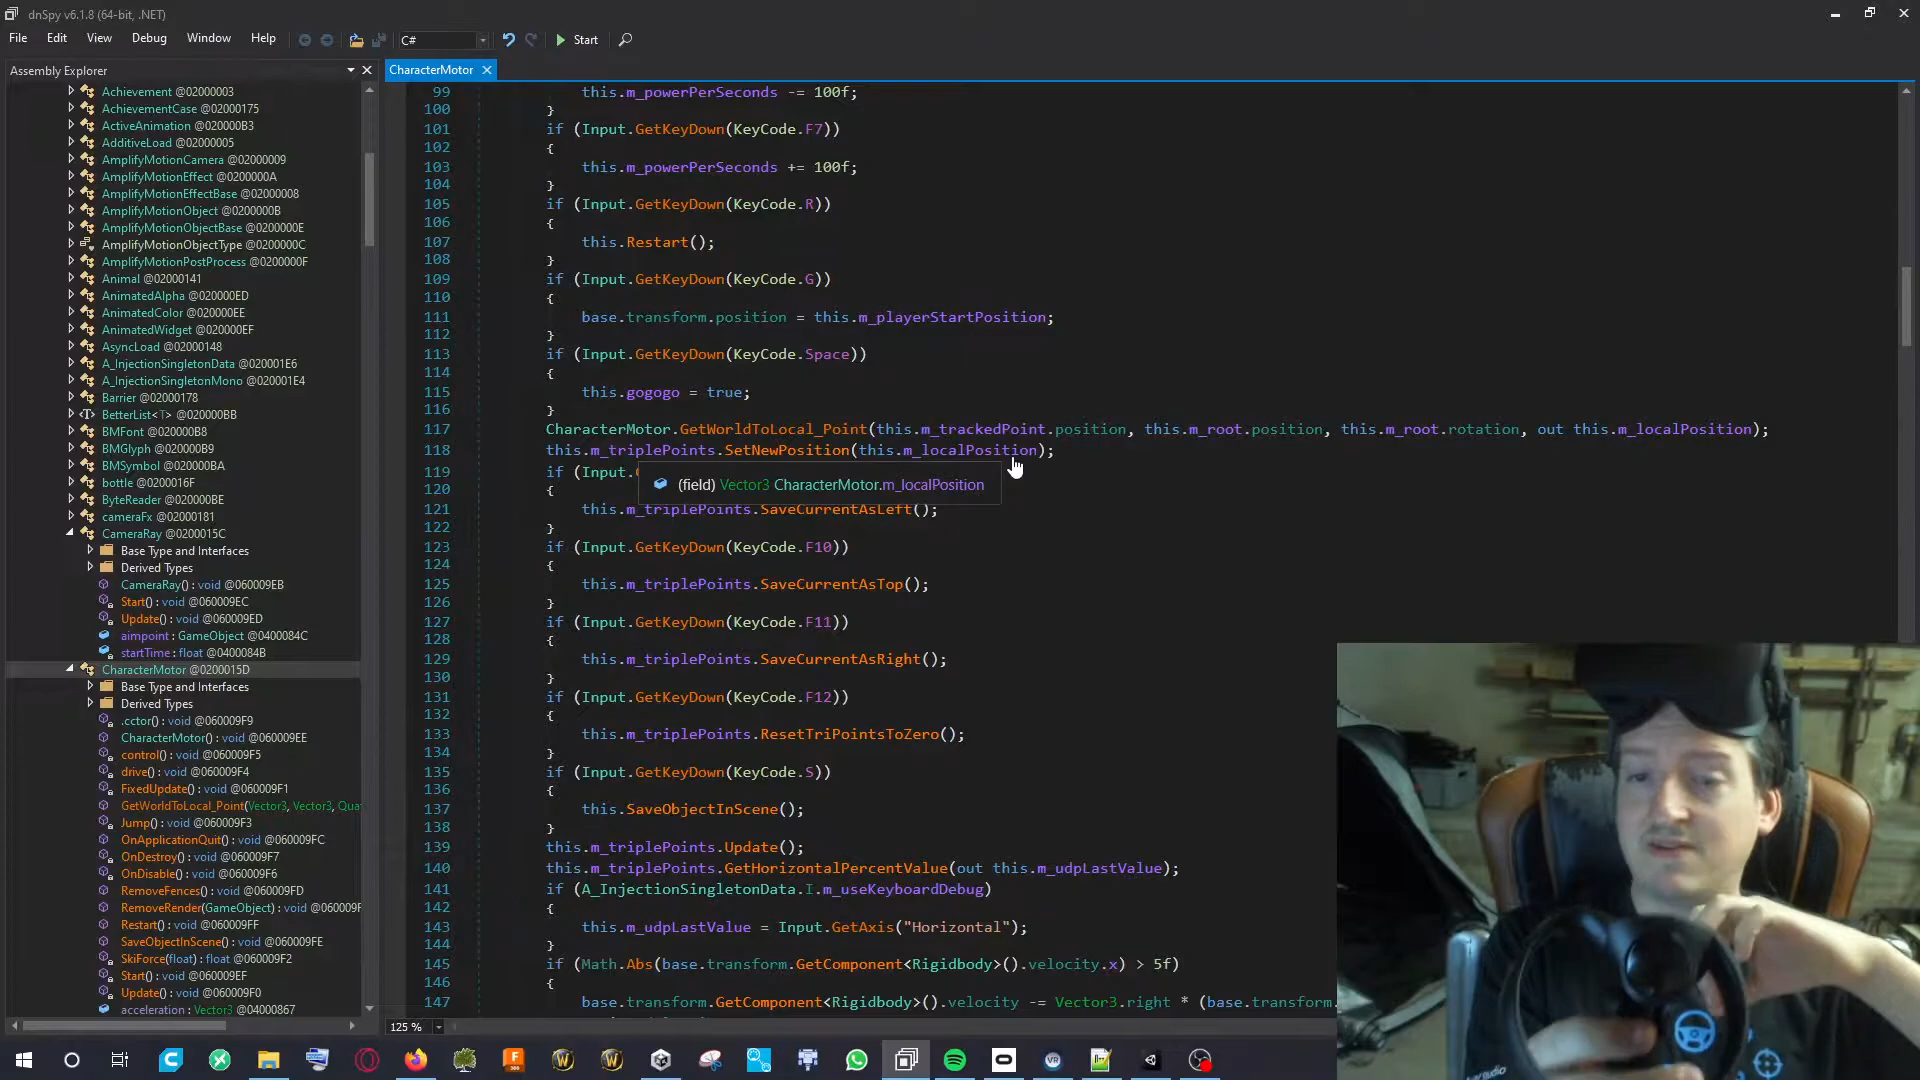 dnSpy v6.1.8 (64-bit, .NET)
File Edit View Debug Window Help C# Start
Assembly Explorer
CharacterMotor
Achievement @02000003
AchievementCase @02000175
ActiveAnimation @020000B3
AdditiveLoad @02000005
AmplifyMotionCamera @02000009
AmplifyMotionEffect @0200000A
AmplifyMotionEffectBase @02000008
AmplifyMotionObject @0200000B
AmplifyMotionObjectBase @0200000E
AmplifyMotionObjectType @0200000C
AmplifyMotionPostProcess @0200000F
Animal @02000141
AnimatedAlpha @020000ED
AnimatedColor @020000EE
AnimatedWidget @020000EF
AsyncLoad @02000148
A_InjectionSingletonData @020001E6
A_InjectionSingletonMono @020001E4
Barrier @02000178
BetterList<T> @020000BB
BMFont @020000B8
BMGlyph @020000B9
BMSymbol @020000BA
bottle @0200016F
ByteReader @020000BE
cameraFx @02000181
CameraRay @0200015C
Base Type and Interfaces
Derived Types
CameraRay() : void @060009EB
Start() : void @060009EC
Update() : void @060009ED
aimpoint : GameObject @0400084C
startTime : float @0400084B
CharacterMotor @0200015D
Base Type and Interfaces
Derived Types
.cctor() : void @060009F9
CharacterMotor() : void @060009EE
control() : void @060009F5
drive() : void @060009F4
FixedUpdate() : void @060009F1
GetWorldToLocal_Point(Vector3, Vector3, Qua
Jump() : void @060009F3
OnApplicationQuit() : void @060009FC
OnDestroy() : void @060009F7
OnDisable() : void @060009F6
RemoveFences() : void @060009FD
RemoveRender(GameObject) : void @060009F
Restart() : void @060009FF
SaveObjectInScene() : void @060009FE
SkiForce(float) : float @060009F2
Start() : void @060009EF
Update() : void @060009F0
acceleration : Vector3 @04000867
99 this.m_powerPerSeconds -= 100f;
100 }
101 if (Input.GetKeyDown(KeyCode.F7))
102 {
103 this.m_powerPerSeconds += 100f;
104 }
105 if (Input.GetKeyDown(KeyCode.R))
106 {
107 this.Restart();
108 }
109 if (Input.GetKeyDown(KeyCode.G))
110 {
111 base.transform.position = this.m_playerStartPosition;
112 }
113 if (Input.GetKeyDown(KeyCode.Space))
114 {
115 this.gogogo = true;
116 }
117 CharacterMotor.GetWorldToLocal_Point(this.m_trackedPoint.position, this.m_root.position, this.m_root.rotation, out this.m_localPosition);
118 this.m_triplePoints.SetNewPosition(this.m_localPosition);
119 if (Input.
(field) Vector3 CharacterMotor.m_localPosition
120 {
121 this.m_triplePoints.SaveCurrentAsLeft();
122 }
123 if (Input.GetKeyDown(KeyCode.F10))
124 {
125 this.m_triplePoints.SaveCurrentAsTop();
126 }
127 if (Input.GetKeyDown(KeyCode.F11))
128 {
129 this.m_triplePoints.SaveCurrentAsRight();
130 }
131 if (Input.GetKeyDown(KeyCode.F12))
132 {
133 this.m_triplePoints.ResetTriPointsToZero();
134 }
135 if (Input.GetKeyDown(KeyCode.S))
136 {
137 this.SaveObjectInScene();
138 }
139 this.m_triplePoints.Update();
140 this.m_triplePoints.GetHorizontalPercentValue(out this.m_udpLastValue);
141 if (A_InjectionSingletonData.I.m_useKeyboardDebug)
142 {
143 this.m_udpLastValue = Input.GetAxis("Horizontal");
144 }
145 if (Math.Abs(base.transform.GetComponent<Rigidbody>().velocity.x) > 5f)
146 {
147 base.transform.GetComponent<Rigidbody>().velocity -= Vector3.right * (base.transform.
125 %